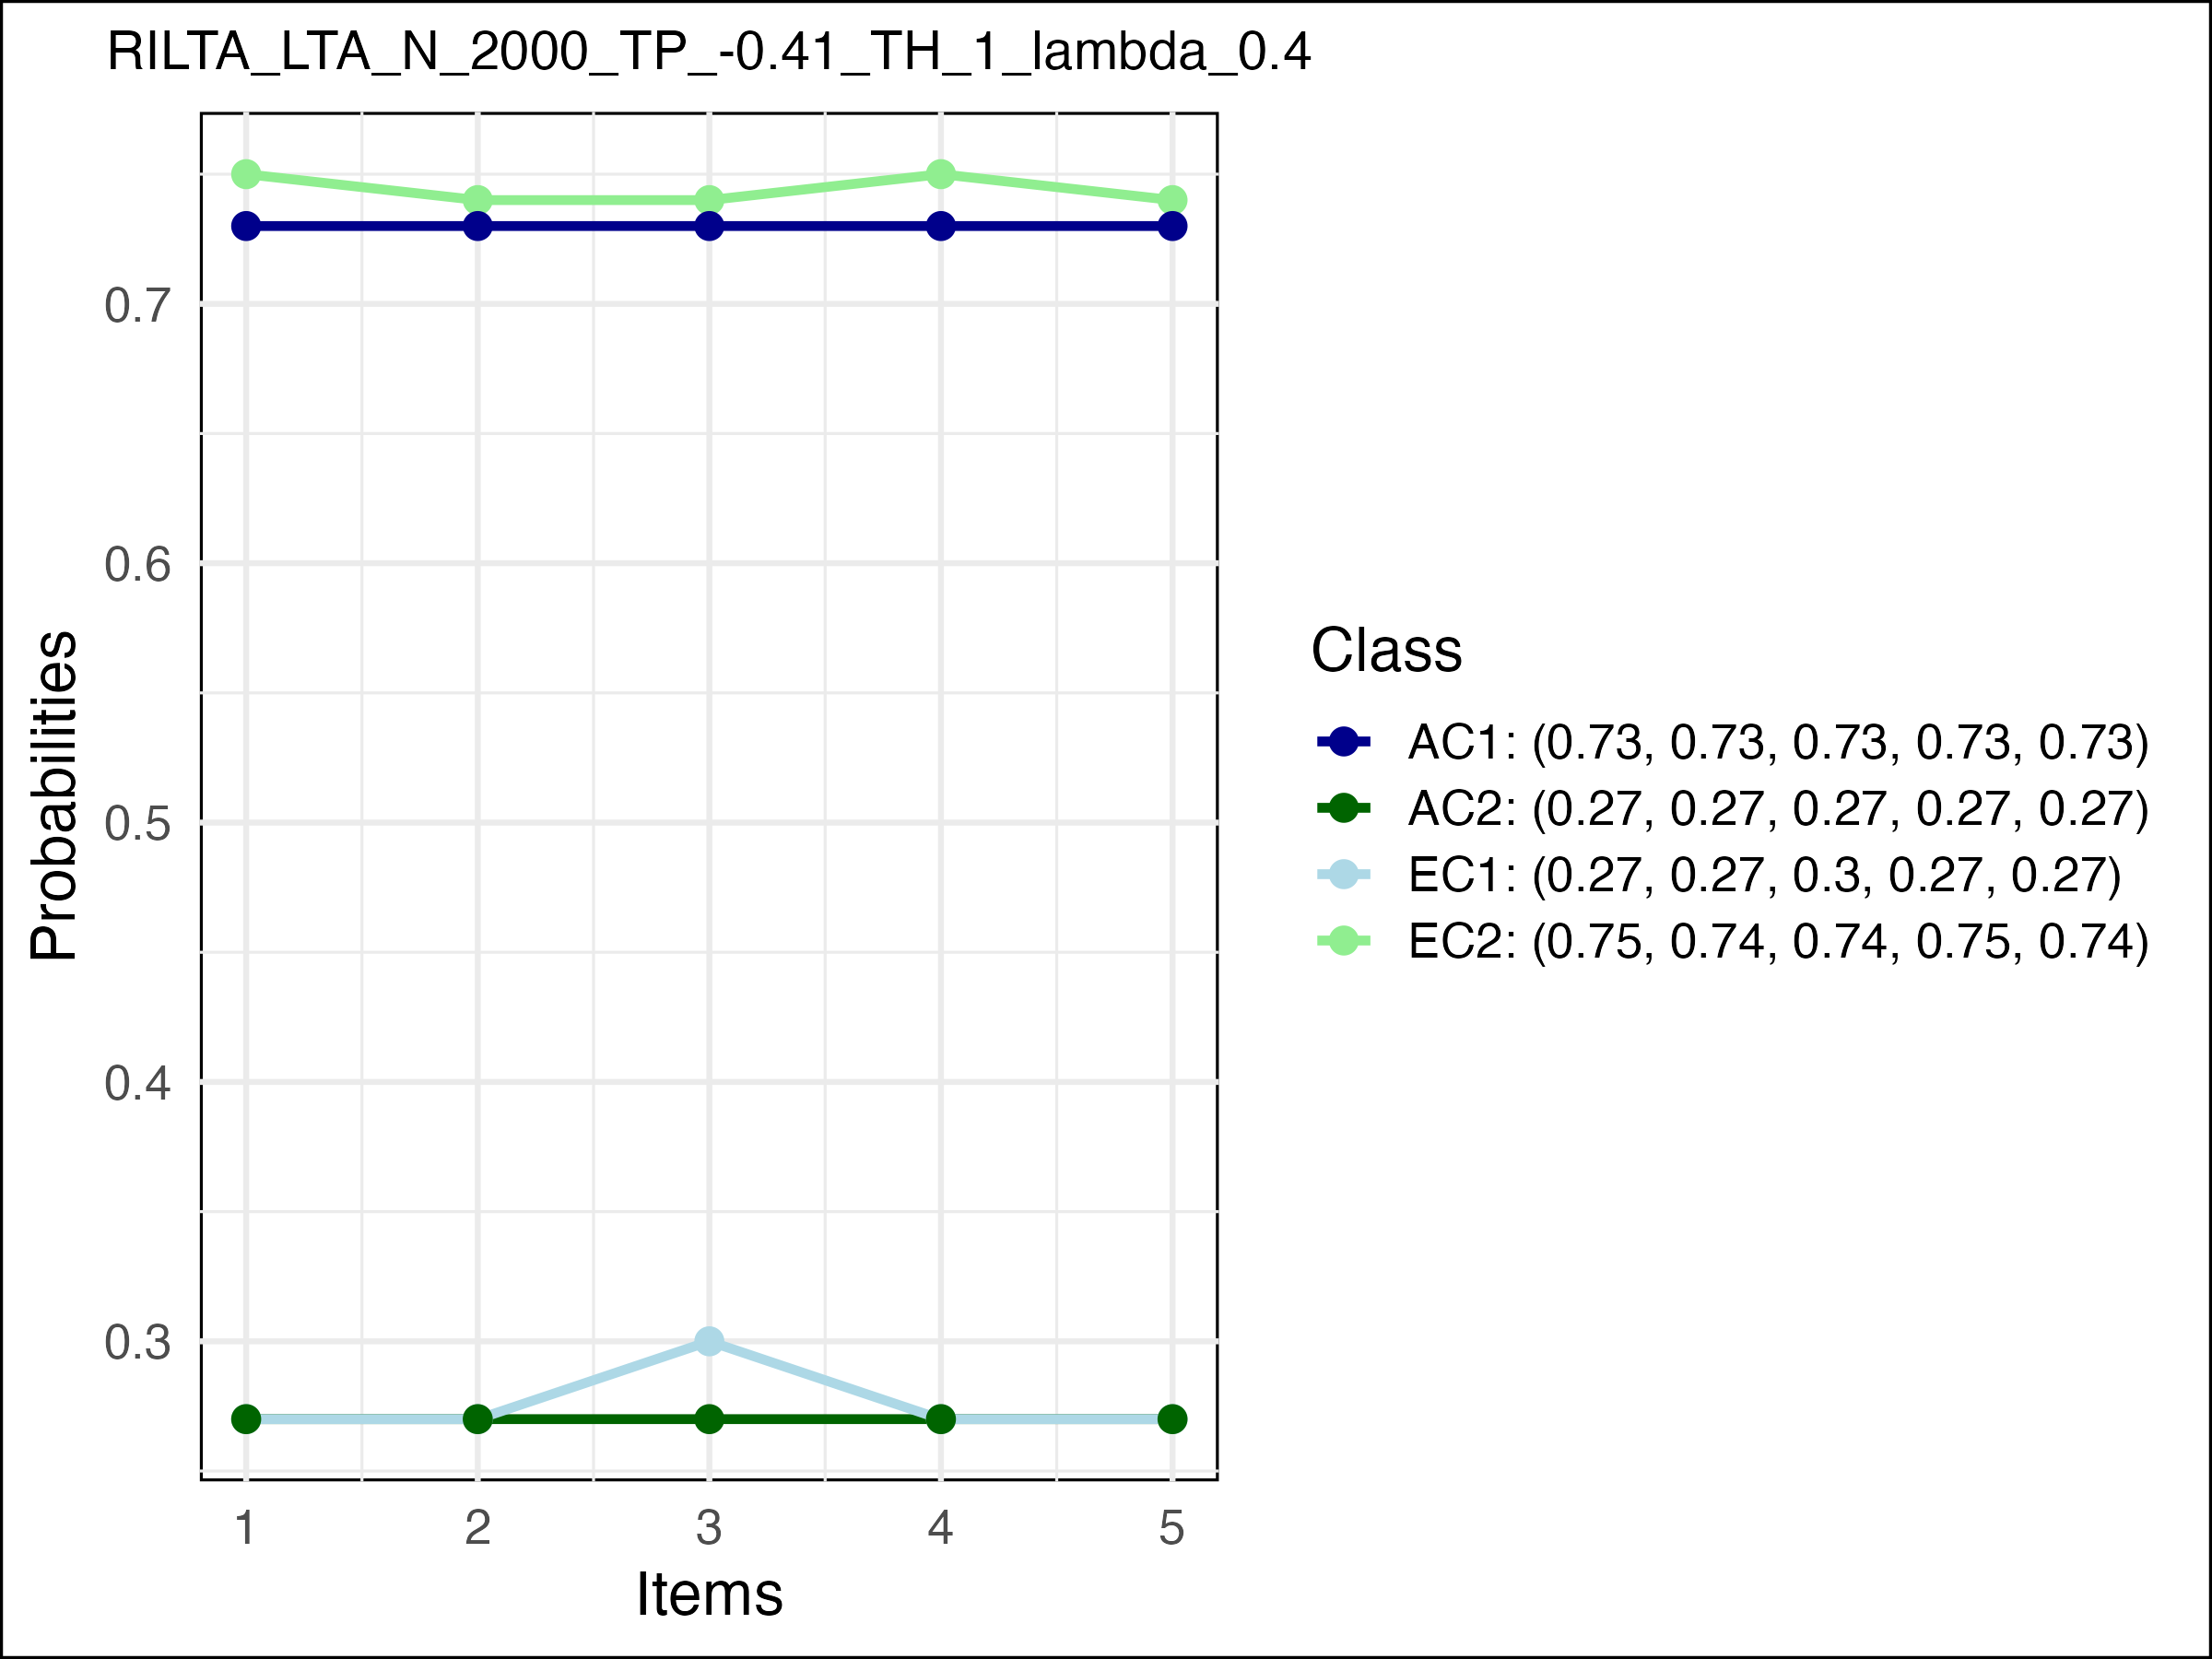 RILTA_LTA_N_2000_TP_-0.41_TH_1_lambda_0.4
0.7
0.6
0.5
0.4
0.3
Probabilities
1 2 3 4 5
Items
Class
AC1: (0.73, 0.73, 0.73, 0.73, 0.73)
AC2: (0.27, 0.27, 0.27, 0.27, 0.27)
EC1: (0.27, 0.27, 0.3, 0.27, 0.27)
EC2: (0.75, 0.74, 0.74, 0.75, 0.74)